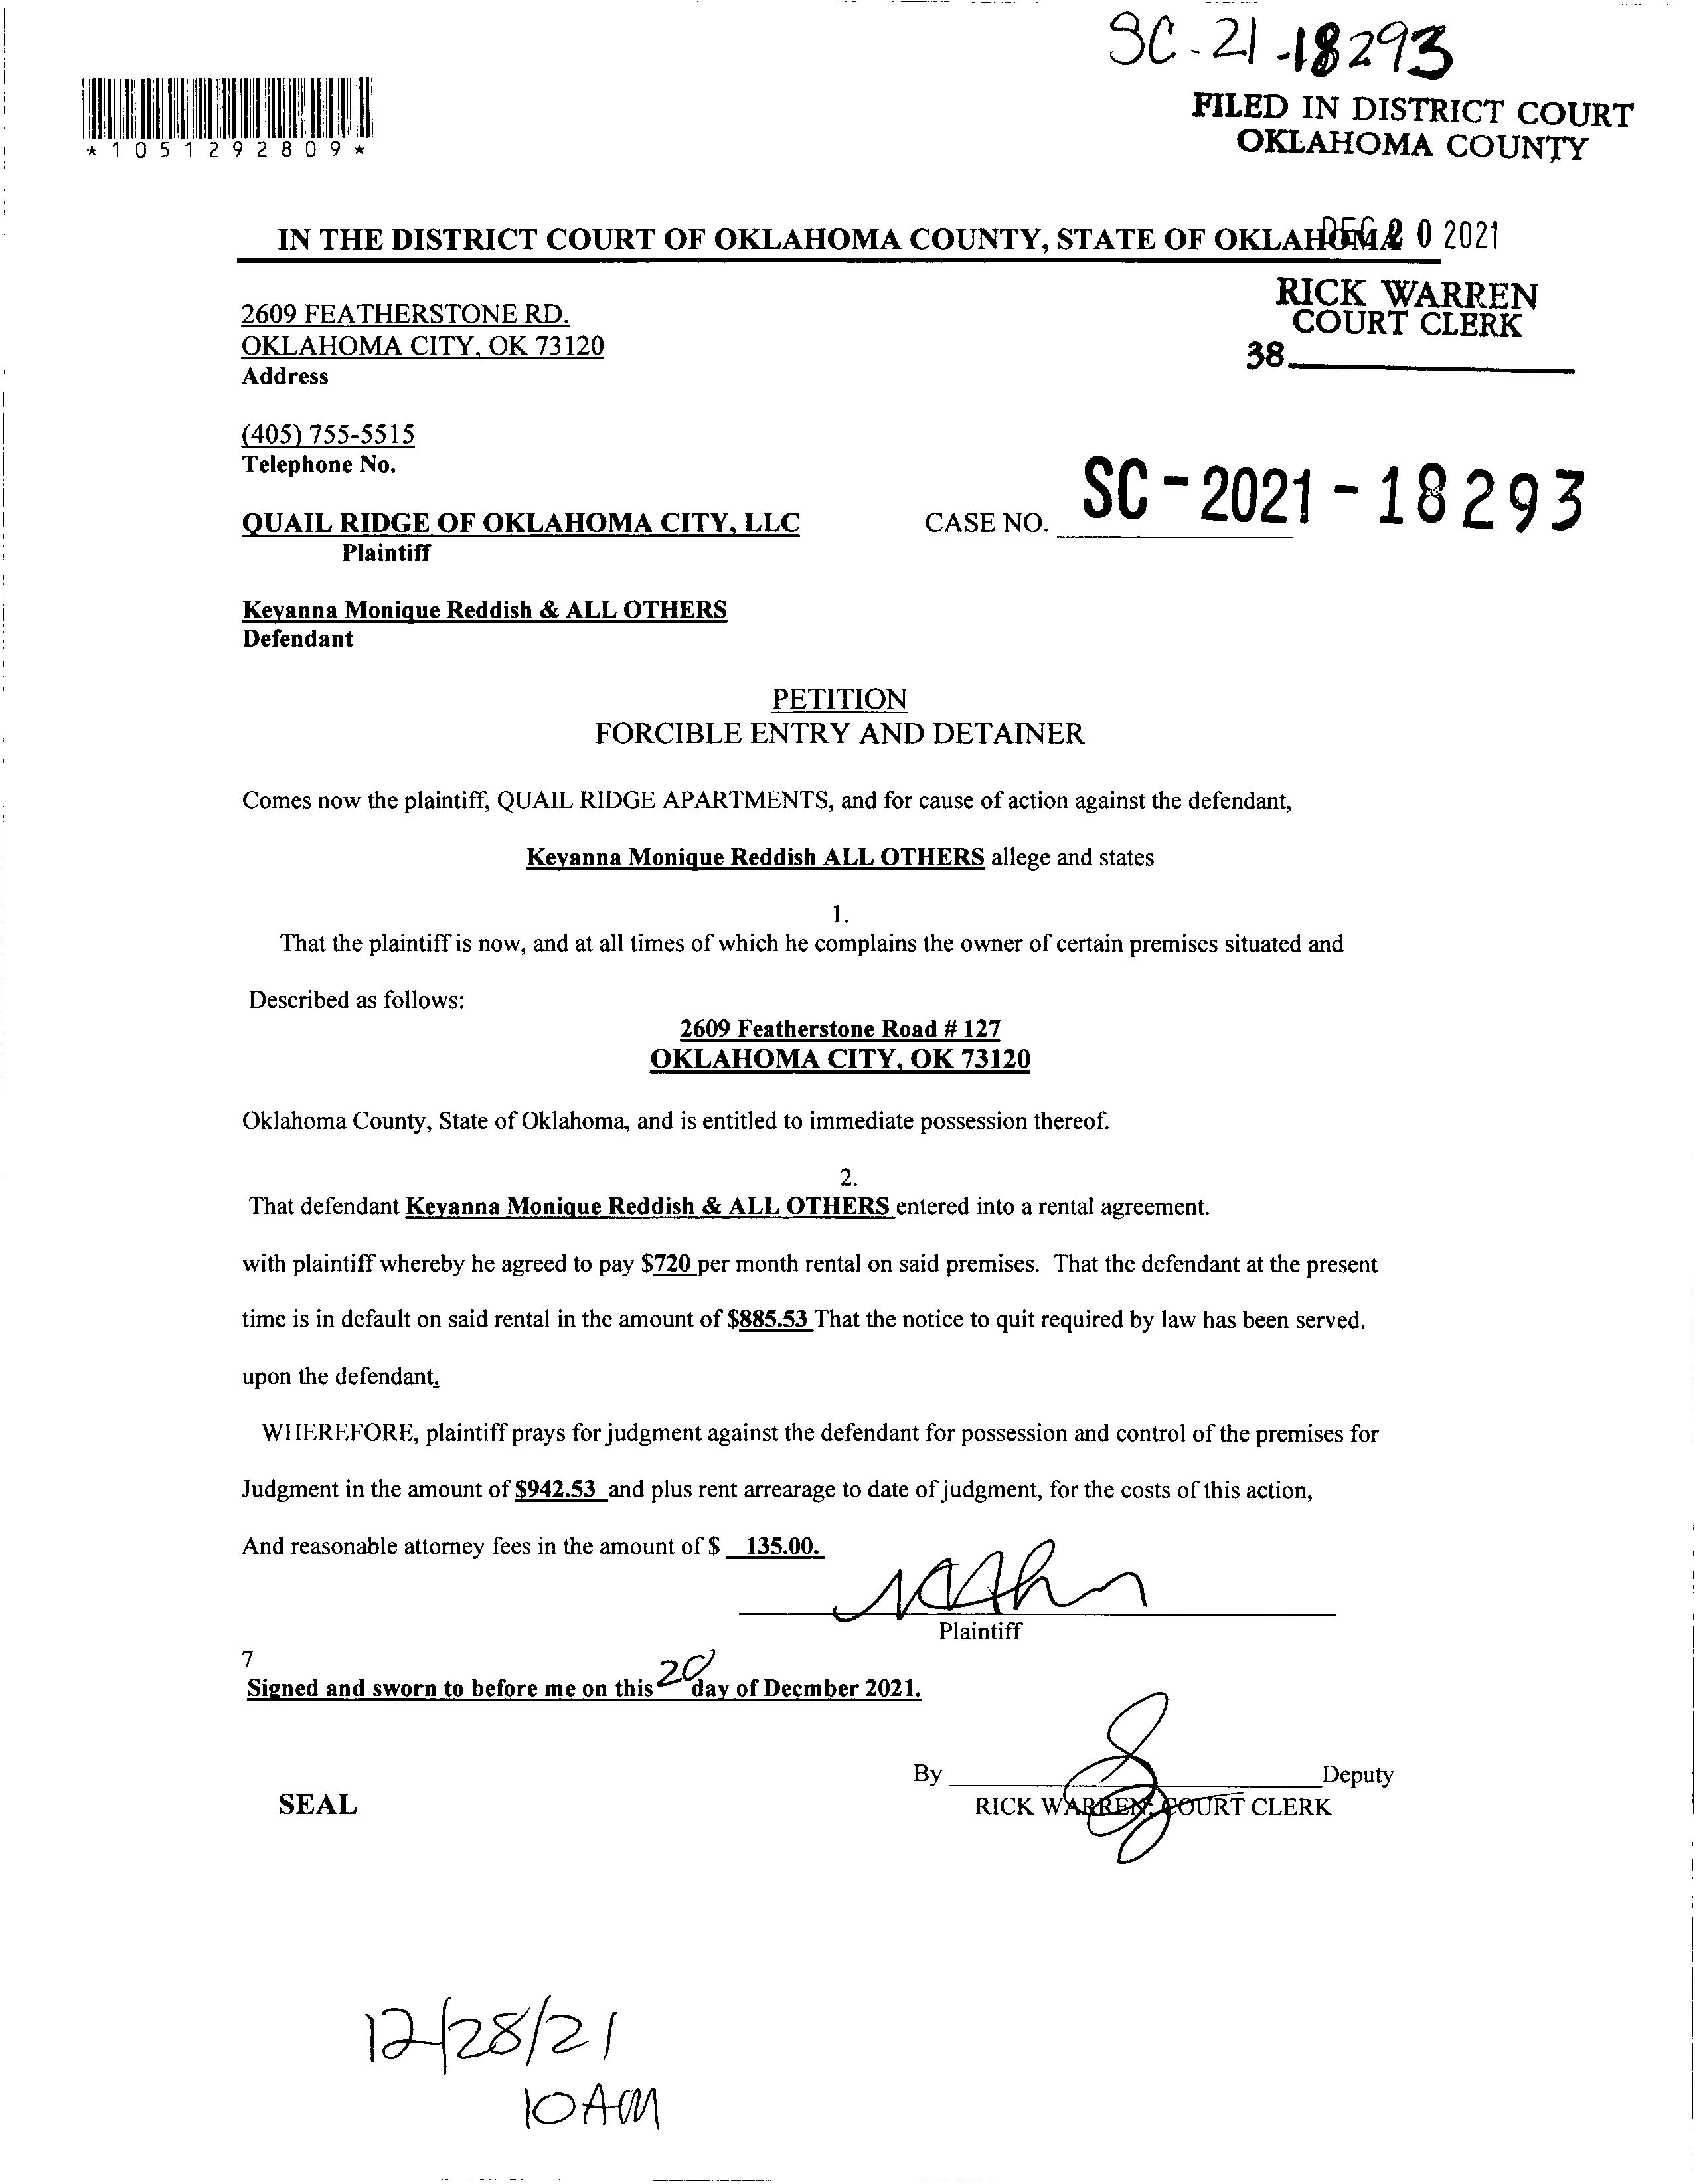 SC-21-18293
FILED IN DISTRICT COURT
OKLAHOMA COUNTY
*1051292809*
IN THE DISTRICT COURT OF OKLAHOMA COUNTY, STATE OF OKLAHOMA
DEC 20 2021
RICK WARREN
COURT CLERK
38
2609 FEATHERSTONE RD.
OKLAHOMA CITY, OK 73120
Address
(405) 755-5515
Telephone No.
QUAIL RIDGE OF OKLAHOMA CITY, LLC
Plaintiff
CASE NO. SC-2021-18293
Keyanna Monique Reddish & ALL OTHERS
Defendant
PETITION
FORCIBLE ENTRY AND DETAINER
Comes now the plaintiff, QUAIL RIDGE APARTMENTS, and for cause of action against the defendant,
Keyanna Monique Reddish ALL OTHERS allege and states
1.
That the plaintiff is now, and at all times of which he complains the owner of certain premises situated and
Described as follows:
2609 Featherstone Road # 127
OKLAHOMA CITY, OK 73120
Oklahoma County, State of Oklahoma, and is entitled to immediate possession thereof.
2.
That defendant Keyanna Monique Reddish & ALL OTHERS entered into a rental agreement.
with plaintiff whereby he agreed to pay $720 per month rental on said premises. That the defendant at the present
time is in default on said rental in the amount of $885.53 That the notice to quit required by law has been served.
upon the defendant.
WHEREFORE, plaintiff prays for judgment against the defendant for possession and control of the premises for
Judgment in the amount of $942.53 and plus rent arrearage to date of judgment, for the costs of this action,
And reasonable attorney fees in the amount of $ 135.00.
Plaintiff
7
Signed and sworn to before me on this 20 day of Decmber 2021.
By Deputy
SEAL
RICK WARREN, COURT CLERK
12/28/21
10AM